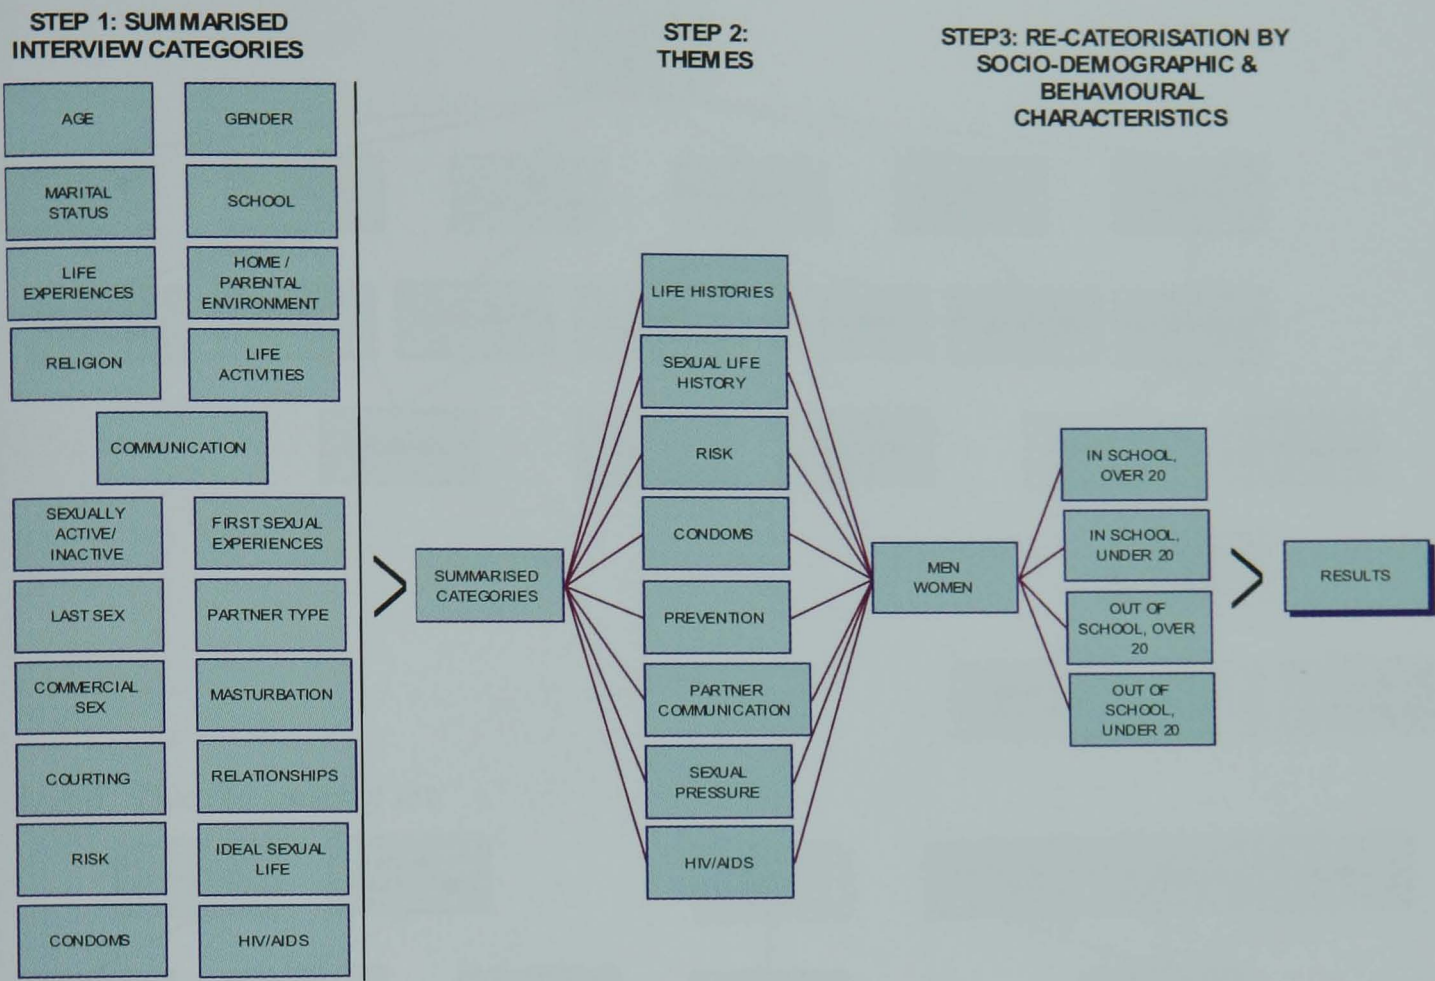 STEP 1: SUMMARISED
INTERVIEW CATEGORIES
AGE
GENDER
MARITAL
STATUS
SCHOOL
LIFE
EXPERIENCES
HOME /
PARENTAL
ENVIRONMENT
RELIGION
LIFE
ACTIVITIES
COMMUNICATION
SEXUALLY
ACTIVE/
INACTIVE
FIRST SEXUAL
EXPERIENCES
LAST SEX
PARTNER TYPE
COMMERCIAL
SEX
MASTURBATION
COURTING
RELATIONSHIPS
RISK
IDEAL SEXUAL
LIFE
CONDOMS
HIV/AIDS
SUMMARISED
CATEGORIES
STEP 2:
THEMES
LIFE HISTORIES
SEXUAL LIFE
HISTORY
RISK
CONDOMS
PREVENTION
PARTNER
COMMUNICATION
SEXUAL
PRESSURE
HIV/AIDS
STEP3: RE-CATEORISATION BY
SOCIO-DEMOGRAPHIC &
BEHAVIOURAL
CHARACTERISTICS
MEN
WOMEN
IN SCHOOL,
OVER 20
IN SCHOOL,
UNDER 20
OUT OF
SCHOOL, OVER
20
OUT OF
SCHOOL,
UNDER 20
RESULTS